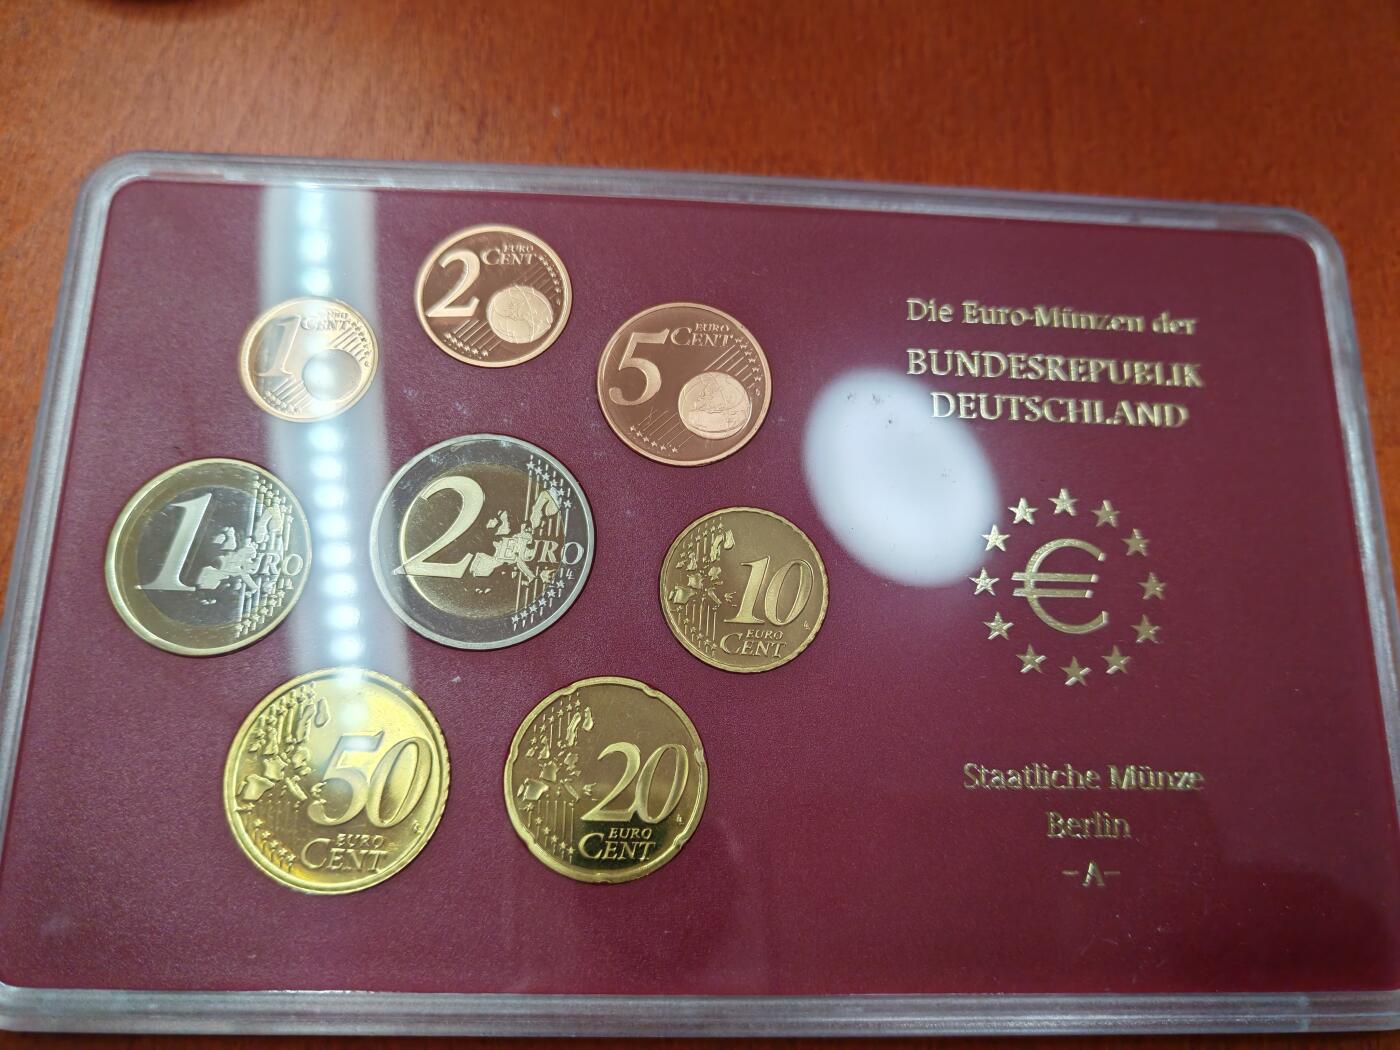 2 EURO
CENT
1 EURO
CENT
5 EURO
CENT
1 EURO
2 EURO
10 EURO
CENT
50 EURO
CENT
20 EURO
CENT
Die Euro-Münzen der
BUNDESREPUBLIK
DEUTSCHLAND
€
Staatliche Münze
Berlin
-A-